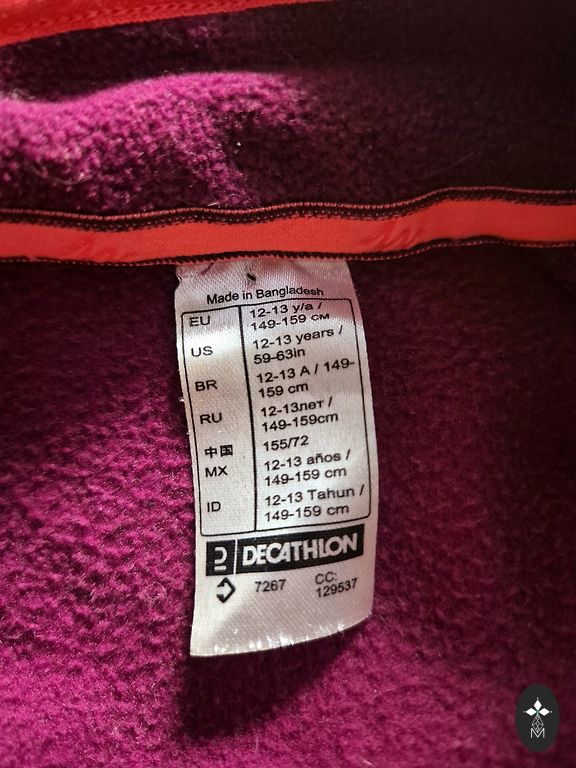 Made in Bangladesh
EU 12-13 y/a /
149-159 см
US 12-13 years /
59-63in
BR 12-13 A / 149-
159 cm
RU 12-13лет /
149-159cm
中国 155/72
MX 12-13 años /
149-159 cm
ID 12-13 Tahun /
149-159 cm
DECATHLON
7267 CC:
129537
M